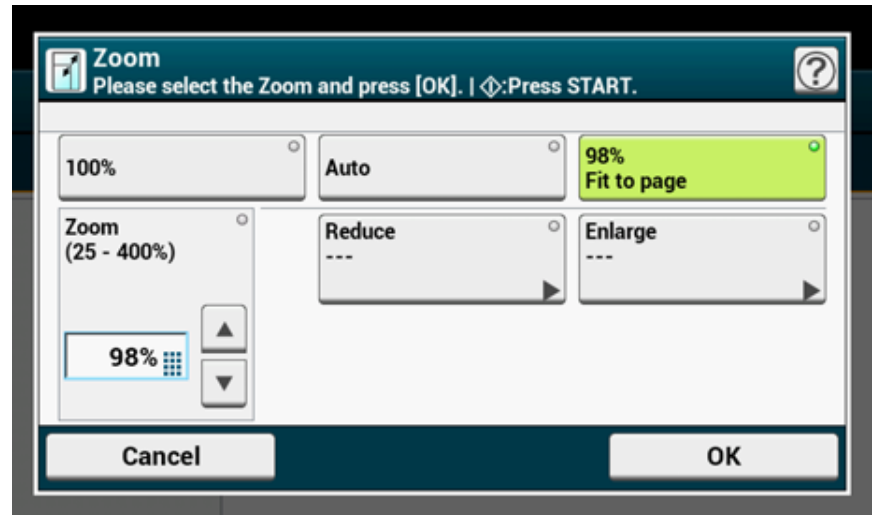 Zoom
Please select the Zoom and press [OK]. | :Press START.
100%
Auto
98%
Fit to page
Zoom
(25 - 400%)
Reduce
---
Enlarge
---
98%
Cancel
OK